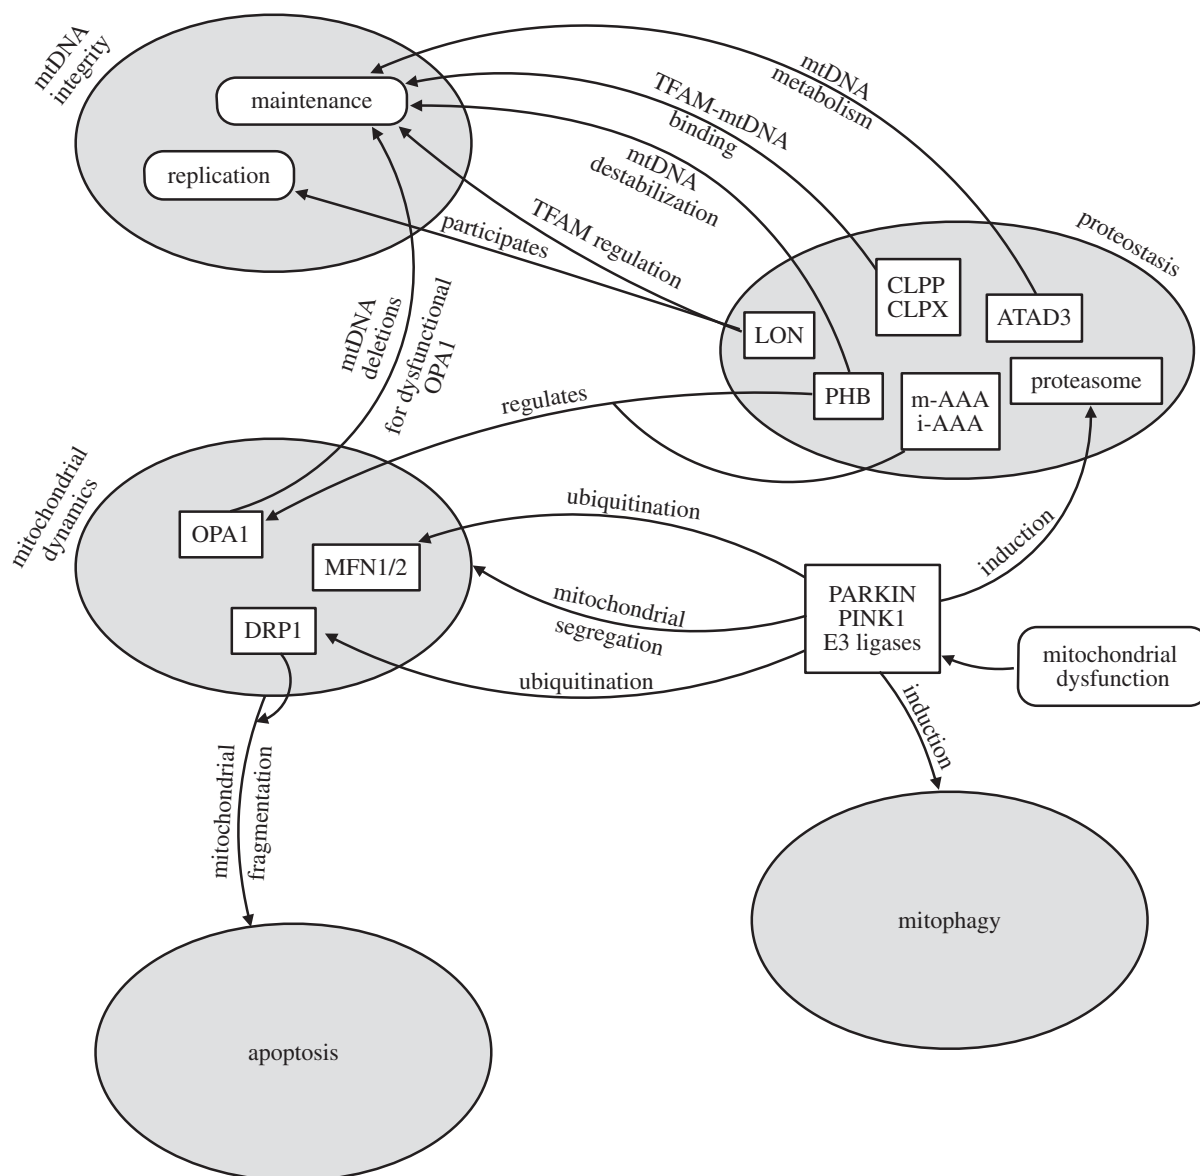 mtDNA
integrity
maintenance
replication
mtDNA
metabolism
TFAM-mtDNA
binding
mtDNA
destabilization
TFAM regulation
participates
proteostasis
CLPP
CLPX
ATAD3
LON
PHB
m-AAA
i-AAA
proteasome
mtDNA
deletions
for dysfunctional
OPA1
regulates
mitochondrial
dynamics
OPA1
MFN1/2
DRP1
ubiquitination
mitochondrial
segregation
ubiquitination
induction
PARKIN
PINK1
E3 ligases
mitochondrial
dysfunction
induction
mitochondrial
fragmentation
mitophagy
apoptosis